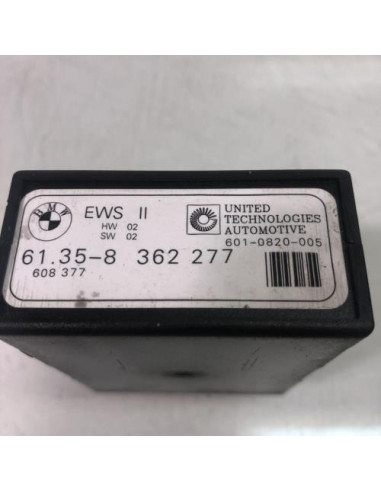 BMW
EWS II
HW 02
SW 02
UNITED
TECHNOLOGIES
AUTOMOTIVE
601-0820-005
61.35-8 362 277
608 377